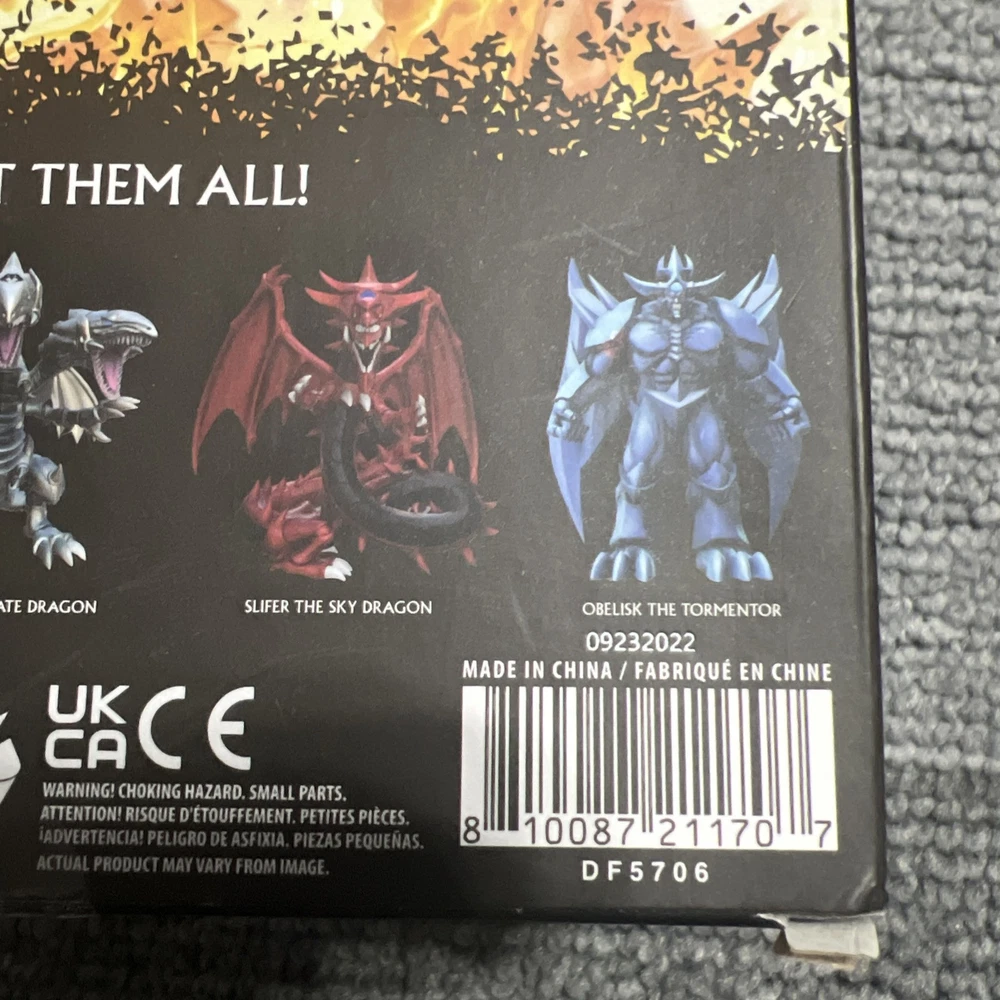 T THEM ALL!
ATE DRAGON
SLIFER THE SKY DRAGON
OBELISK THE TORMENTOR
09232022
MADE IN CHINA / FABRIQUÉ EN CHINE
UK
CA CE
WARNING! CHOKING HAZARD. SMALL PARTS.
ATTENTION! RISQUE D'ÉTOUFFEMENT. PETITES PIÈCES.
¡ADVERTENCIA! PELIGRO DE ASFIXIA. PIEZAS PEQUEÑAS.
ACTUAL PRODUCT MAY VARY FROM IMAGE.
8 10087 21170 7
DF5706